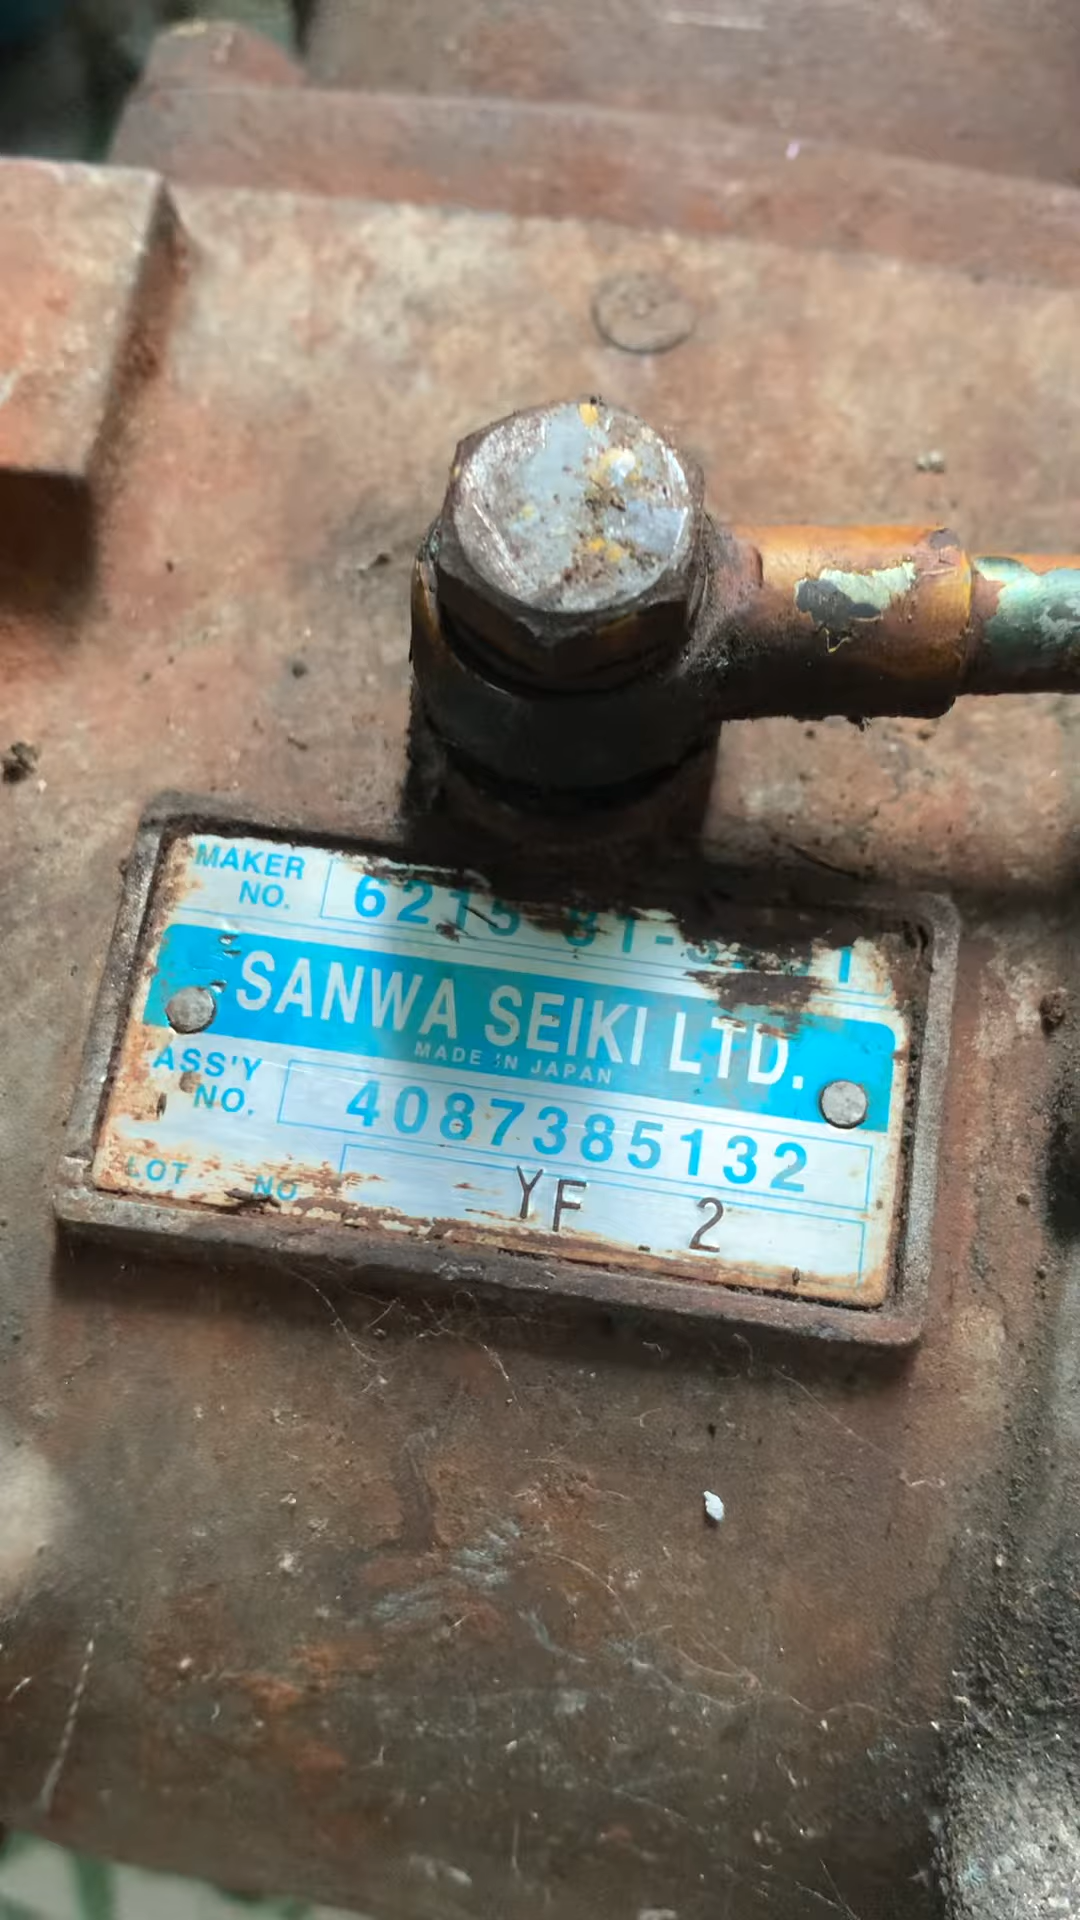 MAKER
NO.
SANWA SEIKI LTD.
MADE IN JAPAN
ASS'Y
NO. 4087385132
LOT NO YF 2